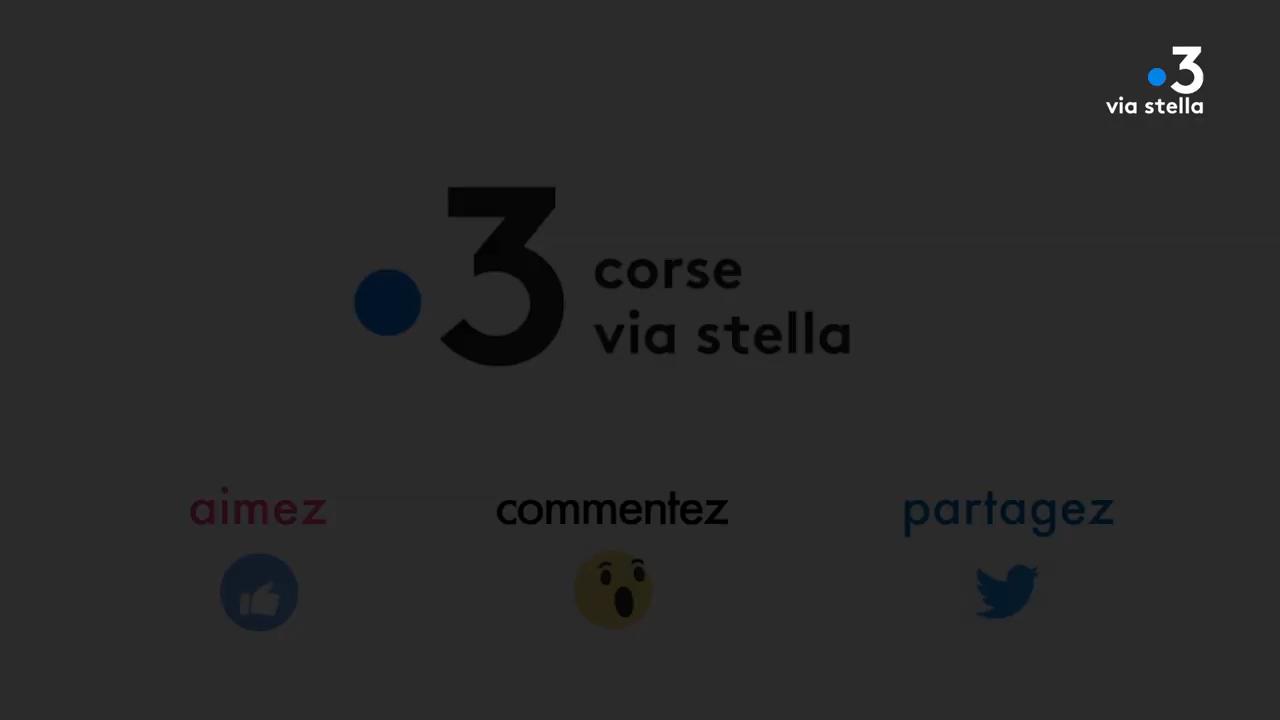 3
via stella
3
corse
via stella
aimez
commentez
partagez